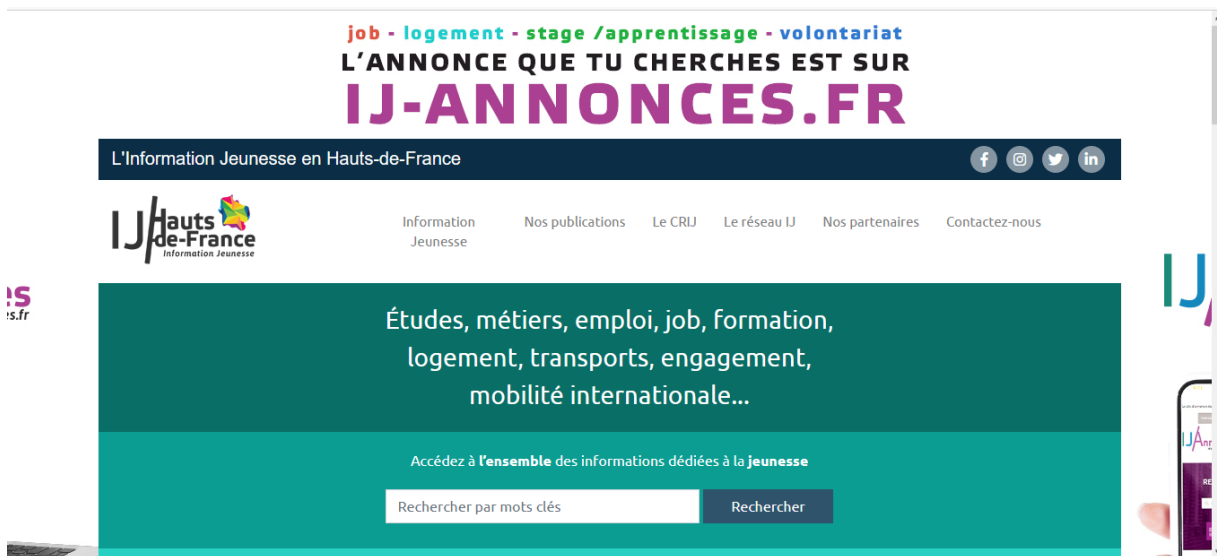 job - logement - stage /apprentissage - volontariat
L'ANNONCE QUE TU CHERCHES EST SUR
IJ-ANNONCES.FR
L'Information Jeunesse en Hauts-de-France
IJ Hauts
de-France
Information Jeunesse
Information
Jeunesse
Nos publications
Le CRIJ
Le réseau IJ
Nos partenaires
Contactez-nous
Études, métiers, emploi, job, formation,
logement, transports, engagement,
mobilité internationale...
Accédez à l'ensemble des informations dédiées à la jeunesse
Rechercher par mots clés
Rechercher